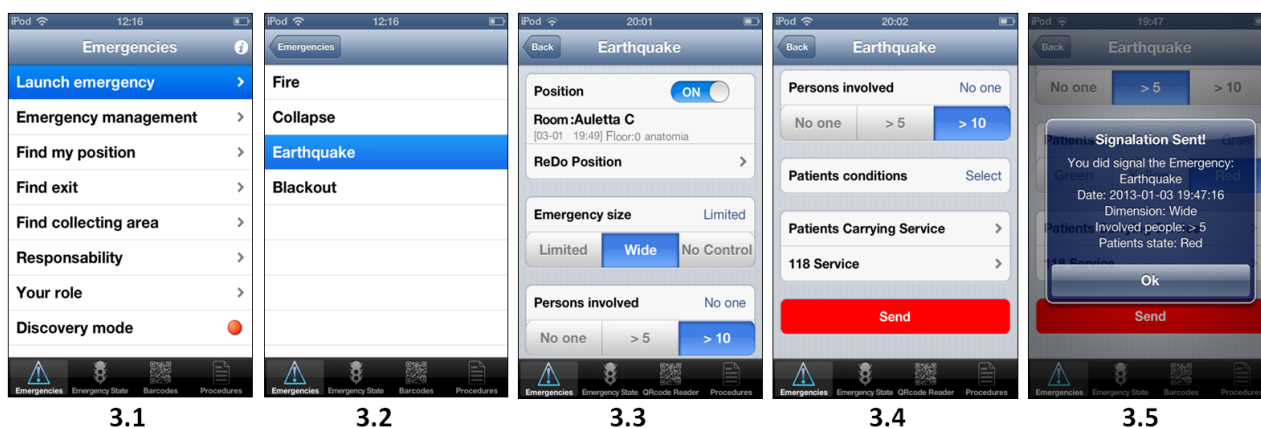 iPod 12:16
Emergencies
Launch emergency
Emergency management
Find my position
Find exit
Find collecting area
Responsability
Your role
Discovery mode
Emergencies Emergency State Barcodes Procedures
3.1
iPod 12:16
Emergencies
Fire
Collapse
Earthquake
Blackout
Emergencies Emergency State Barcodes Procedures
3.2
iPod 20:01
Back Earthquake
Position ON
Room :Auletta C
[03-01 19:49] Floor:0 anatomia
ReDo Position
Emergency size Limited
Limited Wide No Control
Persons involved No one
No one > 5 > 10
Emergencies Emergency State QRcode Reader Procedures
3.3
iPod 20:02
Back Earthquake
Persons involved No one
No one > 5 > 10
Patients conditions Select
Patients Carrying Service
118 Service
Send
Emergencies Emergency State QRcode Reader Procedures
3.4
iPod 19:47
Back Earthquake
No one > 5 > 10
Patients Green
Signalation Sent!
You did signal the Emergency:
Earthquake
Date: 2013-01-03 19:47:16
Dimension: Wide
Involved people: > 5
Patients state: Red
Green Red
Patients
118 Service
Ok
Send
Emergencies Emergency State Barcodes Procedures
3.5